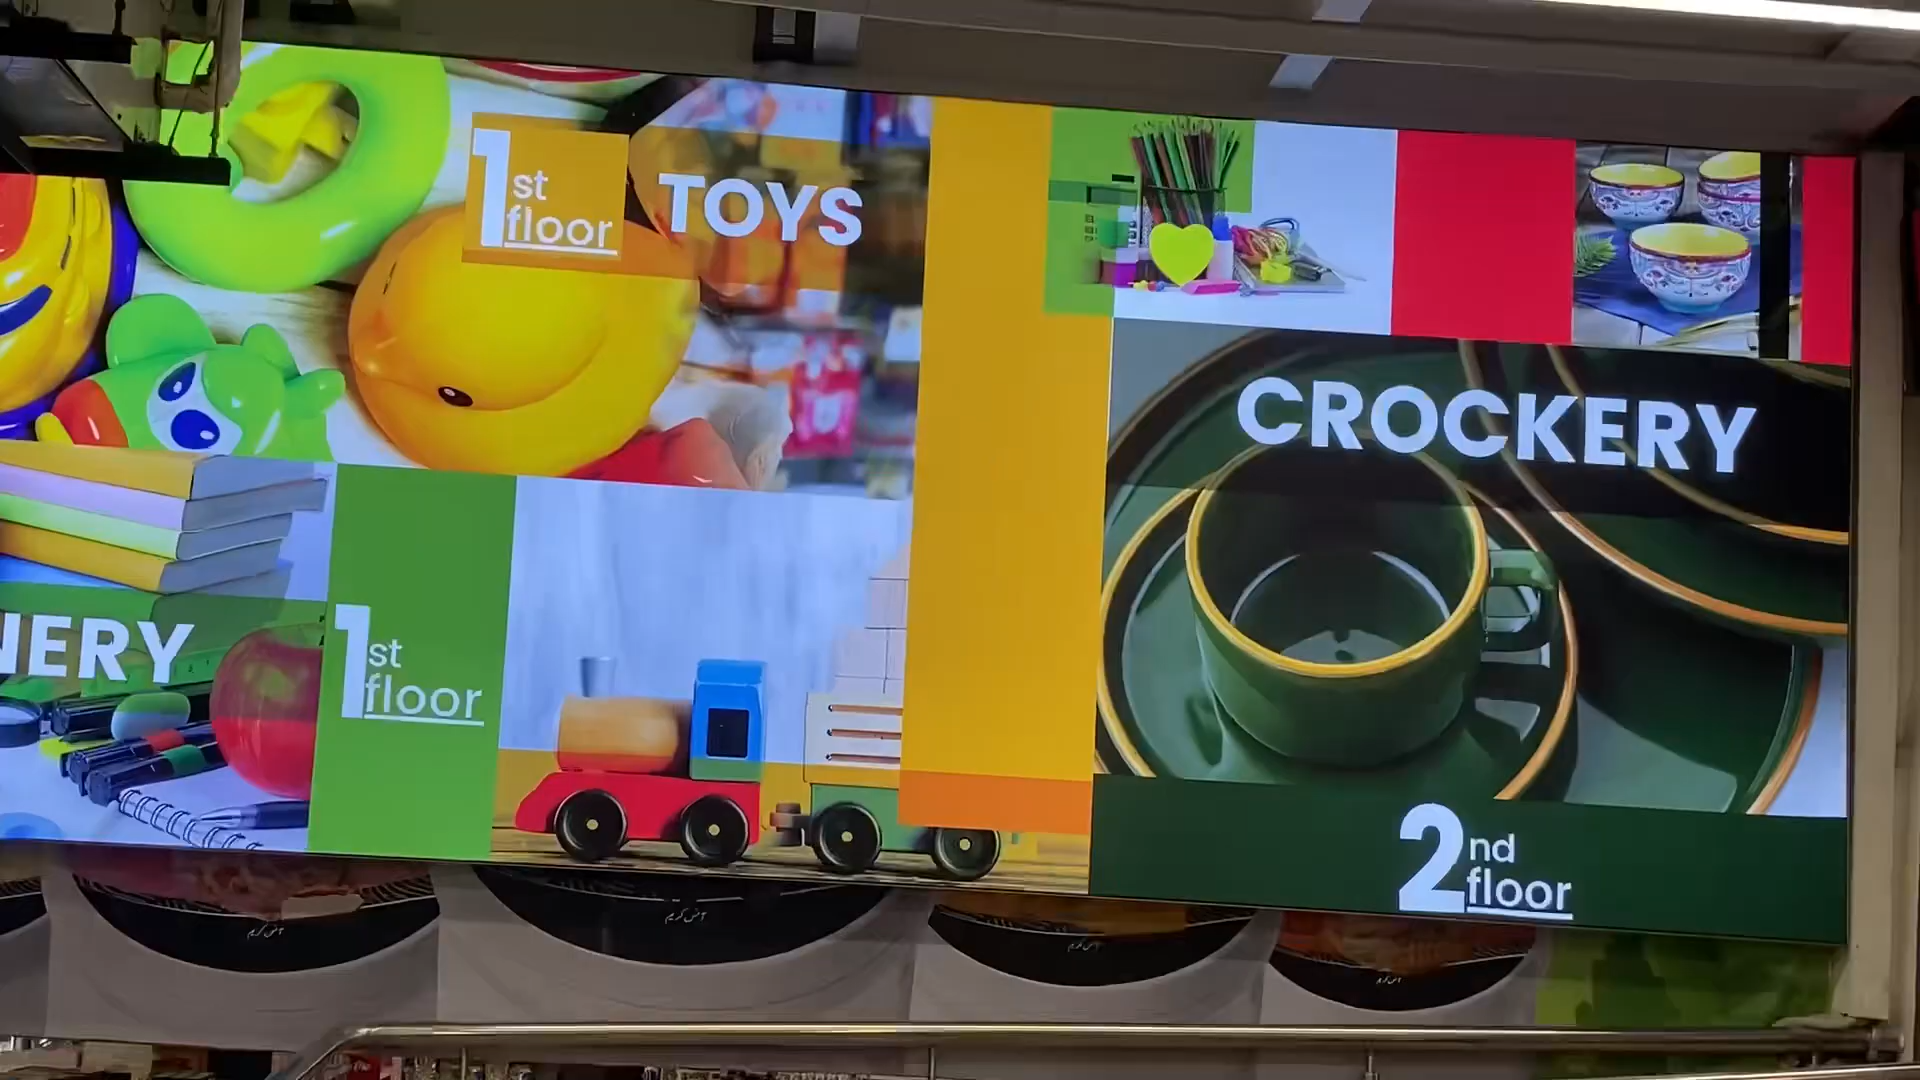 1st
floor
TOYS
CROCKERY
NERY
1st
floor
2nd
floor